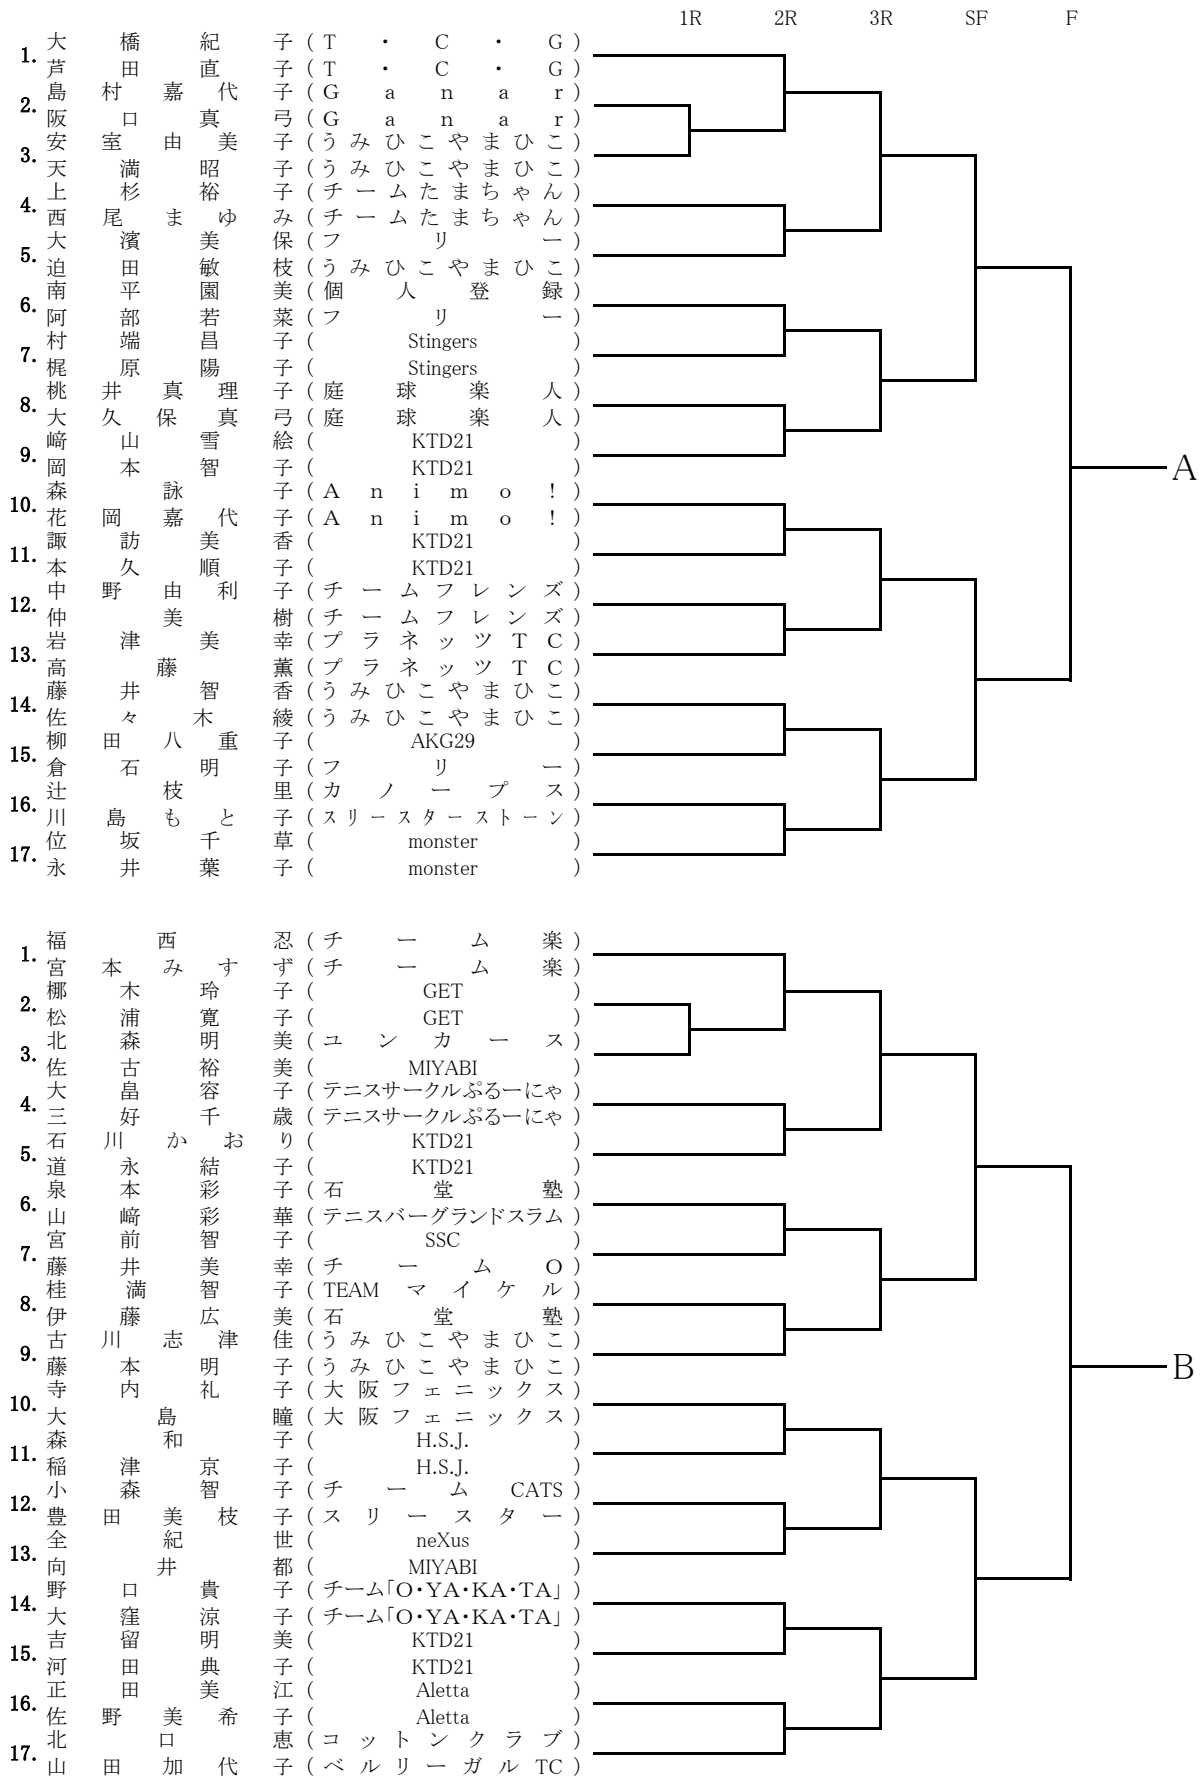 1R 2R 3R SF F
大橋紀子(T・C・G)
1.
芦田直子(T・C・G)
島村嘉代子(Ganar)
2.
阪口真弓(Ganar)
安室由美子(うみひこやまひこ)
3.
天満昭子(うみひこやまひこ)
上杉裕子(チームたまちゃん)
4.
西尾まゆみ(チームたまちゃん)
大濱美保(フリー)
5.
迫田敏枝(うみひこやまひこ)
南平園美(個人登録)
6.
阿部若菜(フリー)
村端昌子(Stingers)
7.
梶原陽子(Stingers)
桃井真理子(庭球楽人)
8.
大久保真弓(庭球楽人)
﨑山雪絵(KTD21)
9.
岡本智子(KTD21)
A
森詠子(Animo!)
10.
花岡嘉代子(Animo!)
諏訪美香(KTD21)
11.
本久順子(KTD21)
中野由利子(チームフレンズ)
12.
仲美樹(チームフレンズ)
岩津美幸(プラネッツTC)
13.
高藤薫(プラネッツTC)
藤井智香(うみひこやまひこ)
14.
佐々木綾(うみひこやまひこ)
柳田八重子(AKG29)
15.
倉石明子(フリー)
辻枝里(カノープス)
16.
川島もと子(スリースターストーン)
位坂千草(monster)
17.
永井葉子(monster)
福西忍(チーム楽)
1.
宮本みすず(チーム楽)
梛木玲子(GET)
2.
松浦寛子(GET)
北森明美(ユンカース)
3.
佐古裕美(MIYABI)
大畠容子(テニスサークルぷるーにゃ)
4.
三好千歳(テニスサークルぷるーにゃ)
石川かおり(KTD21)
5.
道永結子(KTD21)
泉本彩子(石堂塾)
6.
山﨑彩華(テニスバーグランドスラム)
宮前智子(SSC)
7.
藤井美幸(チームO)
桂満智子(TEAMマイケル)
8.
伊藤広美(石堂塾)
古川志津佳(うみひこやまひこ)
9.
藤本明子(うみひこやまひこ)
B
寺内礼子(大阪フェニックス)
10.
大島瞳(大阪フェニックス)
森和子(H.S.J.)
11.
稲津京子(H.S.J.)
小森智子(チームCATS)
12.
豊田美枝子(スリースター)
全紀世(neXus)
13.
向井都(MIYABI)
野口貴子(チーム「O・YA・KA・TA」)
14.
大窪涼子(チーム「O・YA・KA・TA」)
吉留明美(KTD21)
15.
河田典子(KTD21)
正田美江(Aletta)
16.
佐野美希子(Aletta)
北口恵(コットンクラブ)
17.
山田加代子(ベルリーガルTC)